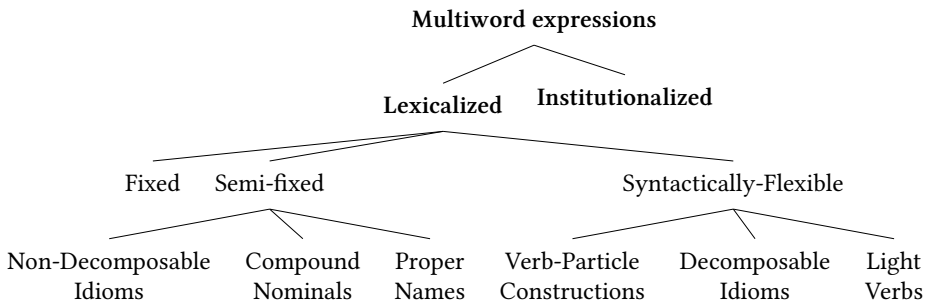 Multiword expressions
Lexicalized
Institutionalized
Fixed
Semi-fixed
Syntactically-Flexible
Non-Decomposable
Idioms
Compound
Nominals
Proper
Names
Verb-Particle
Constructions
Decomposable
Idioms
Light
Verbs